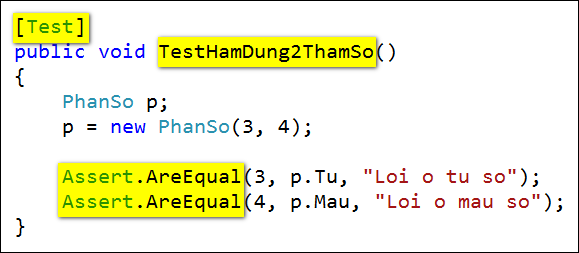 [Test]
public void TestHamDung2ThamSo()
{
    PhanSo p;
    p = new PhanSo(3, 4);
    Assert.AreEqual(3, p.Tu, "Loi o tu so");
    Assert.AreEqual(4, p.Mau, "Loi o mau so");
}